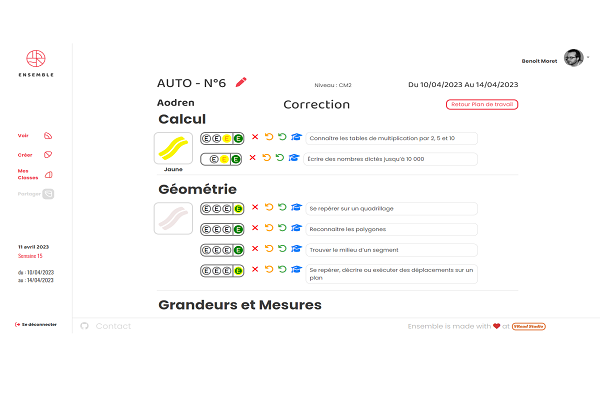 ENSEMBLE
Benoit Moret
AUTO - N°6
Niveau : CM2
Du 10/04/2023 Au 14/04/2023
Aodren
Correction
Retour Plan de travail
Calcul
E E E E
Connaître les tables de multiplication par 2, 5 et 10
E E E
Écrire des nombres dictés jusqu'à 10 000
Jaune
Géométrie
E E E E
Se repérer sur un quadrillage
E E E E
Reconnaitre les polygones
E E E E
Trouver le milieu d'un segment
E E E E
Se repérer, décrire ou exécuter des déplacements sur un
plan
Grandeurs et Mesures
Voir
Créer
Mes
Classes
Partager
11 avril 2023
Semaine 15
du : 10/04/2023
au : 14/04/2023
Se déconnecter
Contact
Ensemble is made with ❤ at